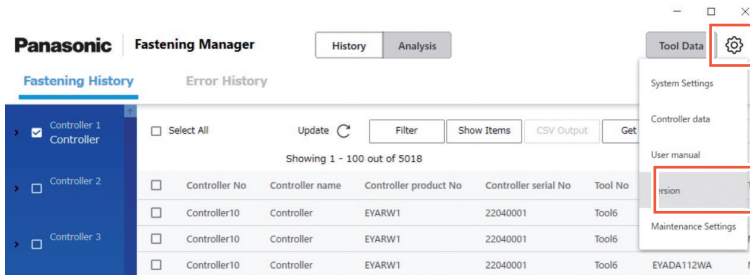 Panasonic Fastening Manager History Analysis Tool Data
Fastening History Error History
System Settings
Controller data
User manual
ersion
Maintenance Settings
Controller 1
Controller
Controller 2
Controller 3
Select All Update Filter Show Items CSV Output Get
Showing 1 - 100 out of 5018
Controller No Controller name Controller product No Controller serial No Tool No
Controller10 Controller EYARW1 22040001 Tool6
Controller10 Controller EYARW1 22040001 Tool6
Controller10 Controller EYARW1 22040001 Tool6 EYADA112WA